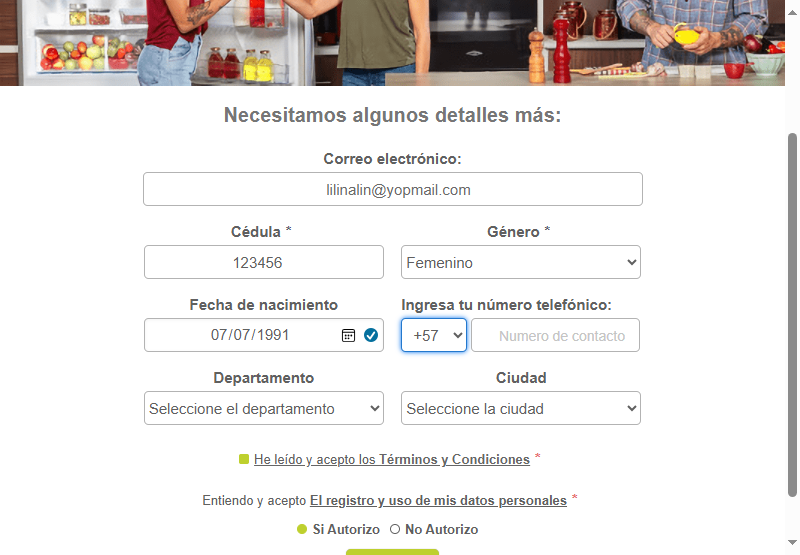 Necesitamos algunos detalles más:
Correo electrónico:
lilinalin@yopmail.com
Cédula * Género *
123456 Femenino
Fecha de nacimiento Ingresa tu número telefónico:
07/07/1991 +57 Numero de contacto
Departamento Ciudad
Seleccione el departamento Seleccione la ciudad
He leído y acepto los Términos y Condiciones *
Entiendo y acepto El registro y uso de mis datos personales *
Si Autorizo No Autorizo